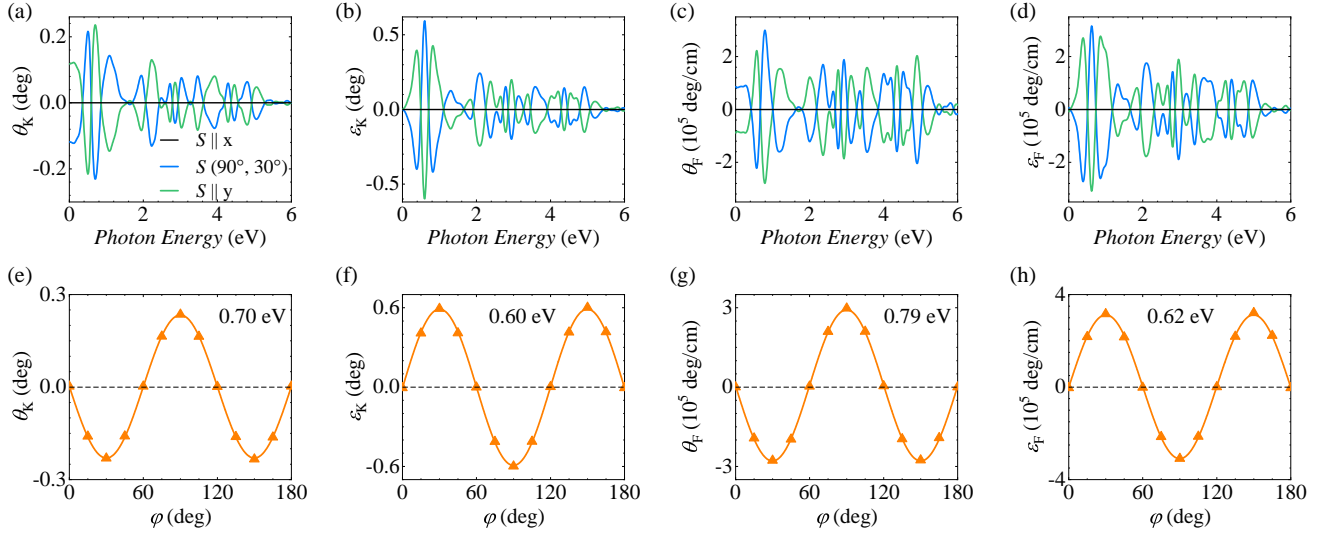 (a)
θK (deg)
0.2
0.0
-0.2
S || x
S (90°, 30°)
S || y
0 2 4 6
Photon Energy (eV)
(b)
εK (deg)
0.5
0.0
-0.5
0 2 4 6
Photon Energy (eV)
(c)
θF (10⁵ deg/cm)
2
0
-2
0 2 4 6
Photon Energy (eV)
(d)
εF (10⁵ deg/cm)
2
0
-2
0 2 4 6
Photon Energy (eV)
(e)
θK (deg)
0.3
0.0
-0.3
0.70 eV
0 60 120 180
φ (deg)
(f)
εK (deg)
0.6
0.0
-0.6
0.60 eV
0 60 120 180
φ (deg)
(g)
θF (10⁵ deg/cm)
3
0
-3
0.79 eV
0 60 120 180
φ (deg)
(h)
εF (10⁵ deg/cm)
4
0
-4
0.62 eV
0 60 120 180
φ (deg)